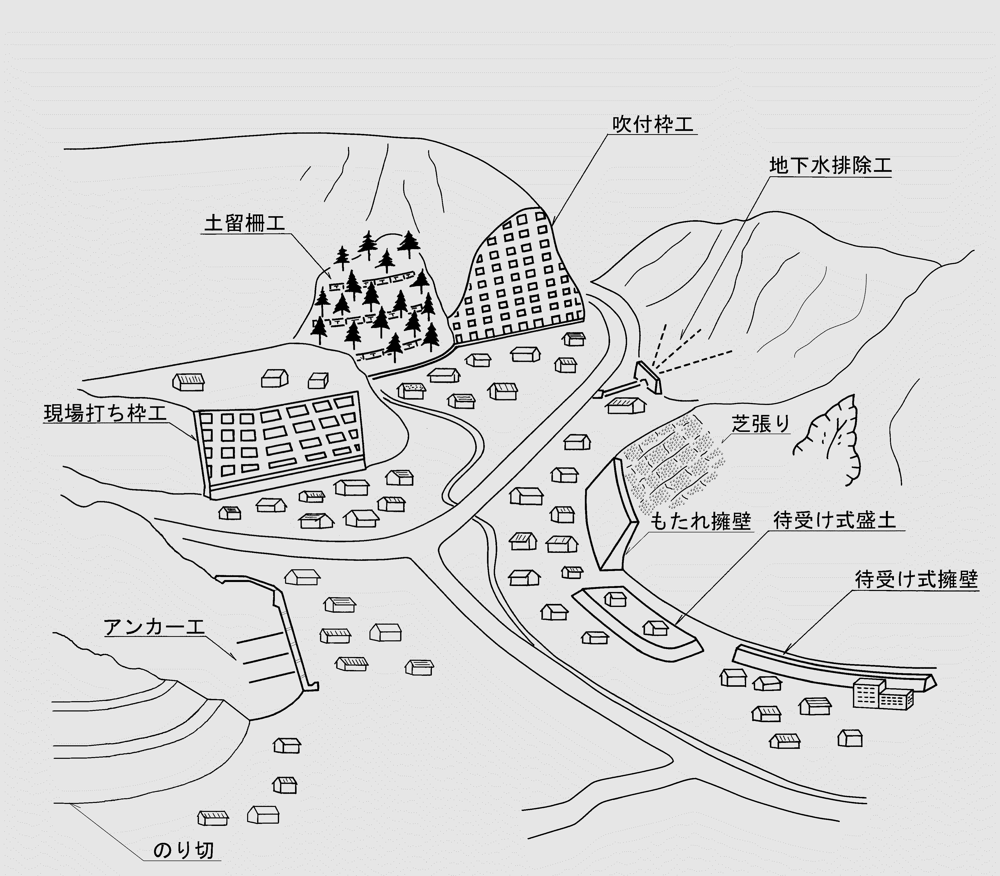 吹付枠工
地下水排除工
土留柵工
現場打ち枠工
芝張り
もたれ擁壁
待受け式盛土
待受け式擁壁
アンカー工
のり切